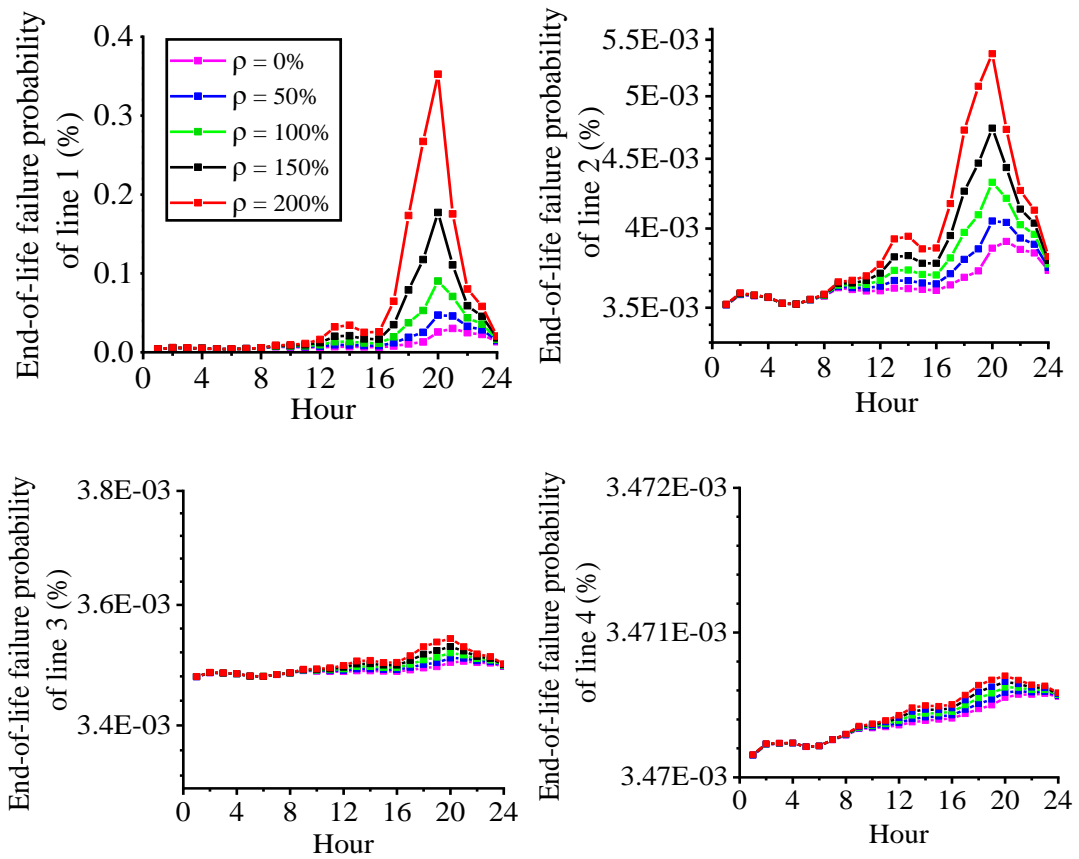 End-of-life failure probability
of line 1 (%)
0.4
0.3
0.2
0.1
0.0
ρ = 0%
ρ = 50%
ρ = 100%
ρ = 150%
ρ = 200%
0 4 8 12 16 20 24
Hour
End-of-life failure probability
of line 2 (%)
5.5E-03
5E-03
4.5E-03
4E-03
3.5E-03
0 4 8 12 16 20 24
Hour
End-of-life failure probability
of line 3 (%)
3.8E-03
3.6E-03
3.4E-03
0 4 8 12 16 20 24
Hour
End-of-life failure probability
of line 4 (%)
3.472E-03
3.471E-03
3.47E-03
0 4 8 12 16 20 24
Hour